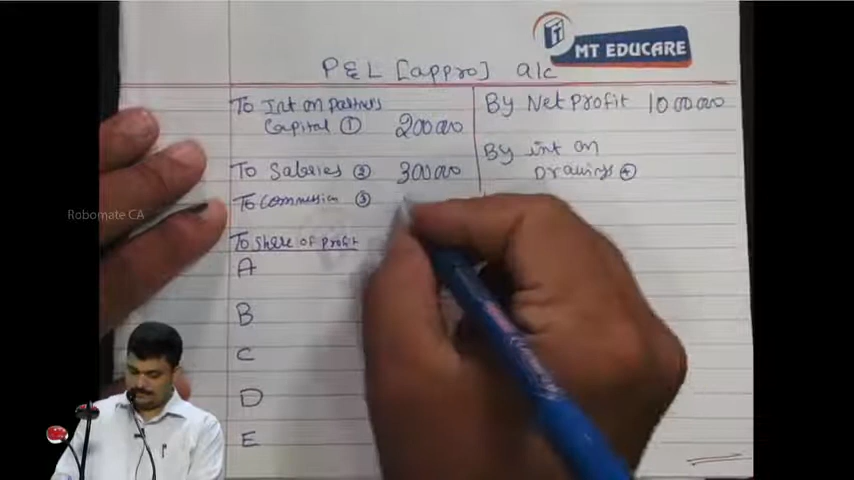 MT EDUCARE
P&L [appro] a/c
To Int on partners
Capital ① 200000
To Salaries ② 300000
To Commission ③
To Share of profit
A
B
C
D
E
By Net Profit 1000000
By int on
Drawings ④
Robomate CA